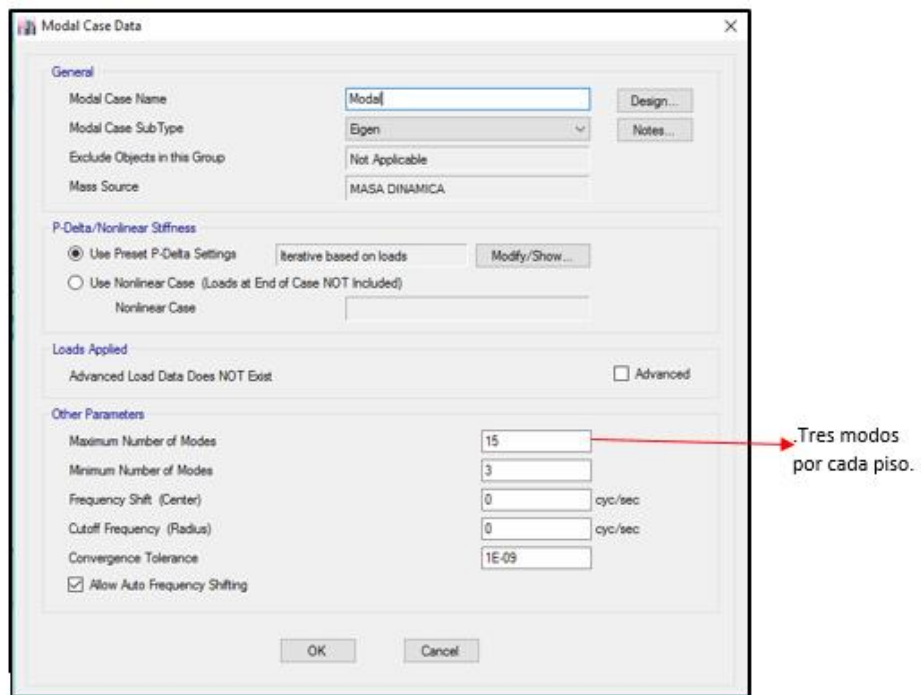 Modal Case Data
General
Modal Case Name
Modal
Design...
Modal Case SubType
Eigen
Notes...
Exclude Objects in this Group
Not Applicable
Mass Source
MASA DINAMICA
P-Delta/Nonlinear Stiffness
Use Preset P-Delta Settings
Iterative based on loads
Modify/Show...
Use Nonlinear Case (Loads at End of Case NOT Included)
Nonlinear Case
Loads Applied
Advanced Load Data Does NOT Exist
Advanced
Other Parameters
Maximum Number of Modes
15
Minimum Number of Modes
3
Frequency Shift (Center)
0
cyc/sec
Cutoff Frequency (Radius)
0
cyc/sec
Convergence Tolerance
1E-09
Allow Auto Frequency Shifting
OK
Cancel
.Tres modos
por cada piso.